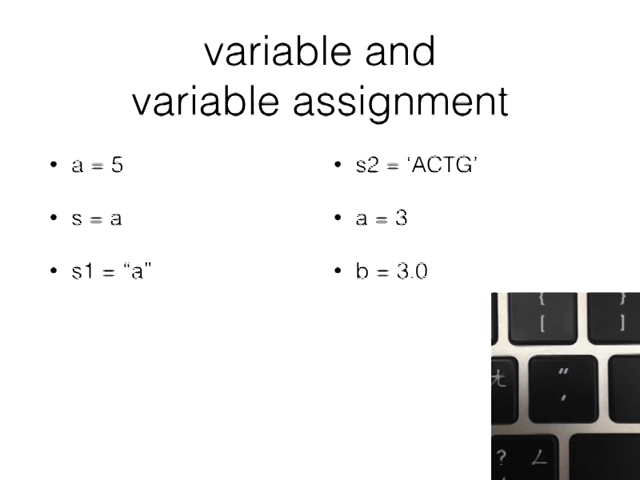 variable and
variable assignment
• a = 5
• s = a
• s1 = “a”
• s2 = ‘ACTG’
• a = 3
• b = 3.0
{ }
[ ]
”
’
? ㄥ